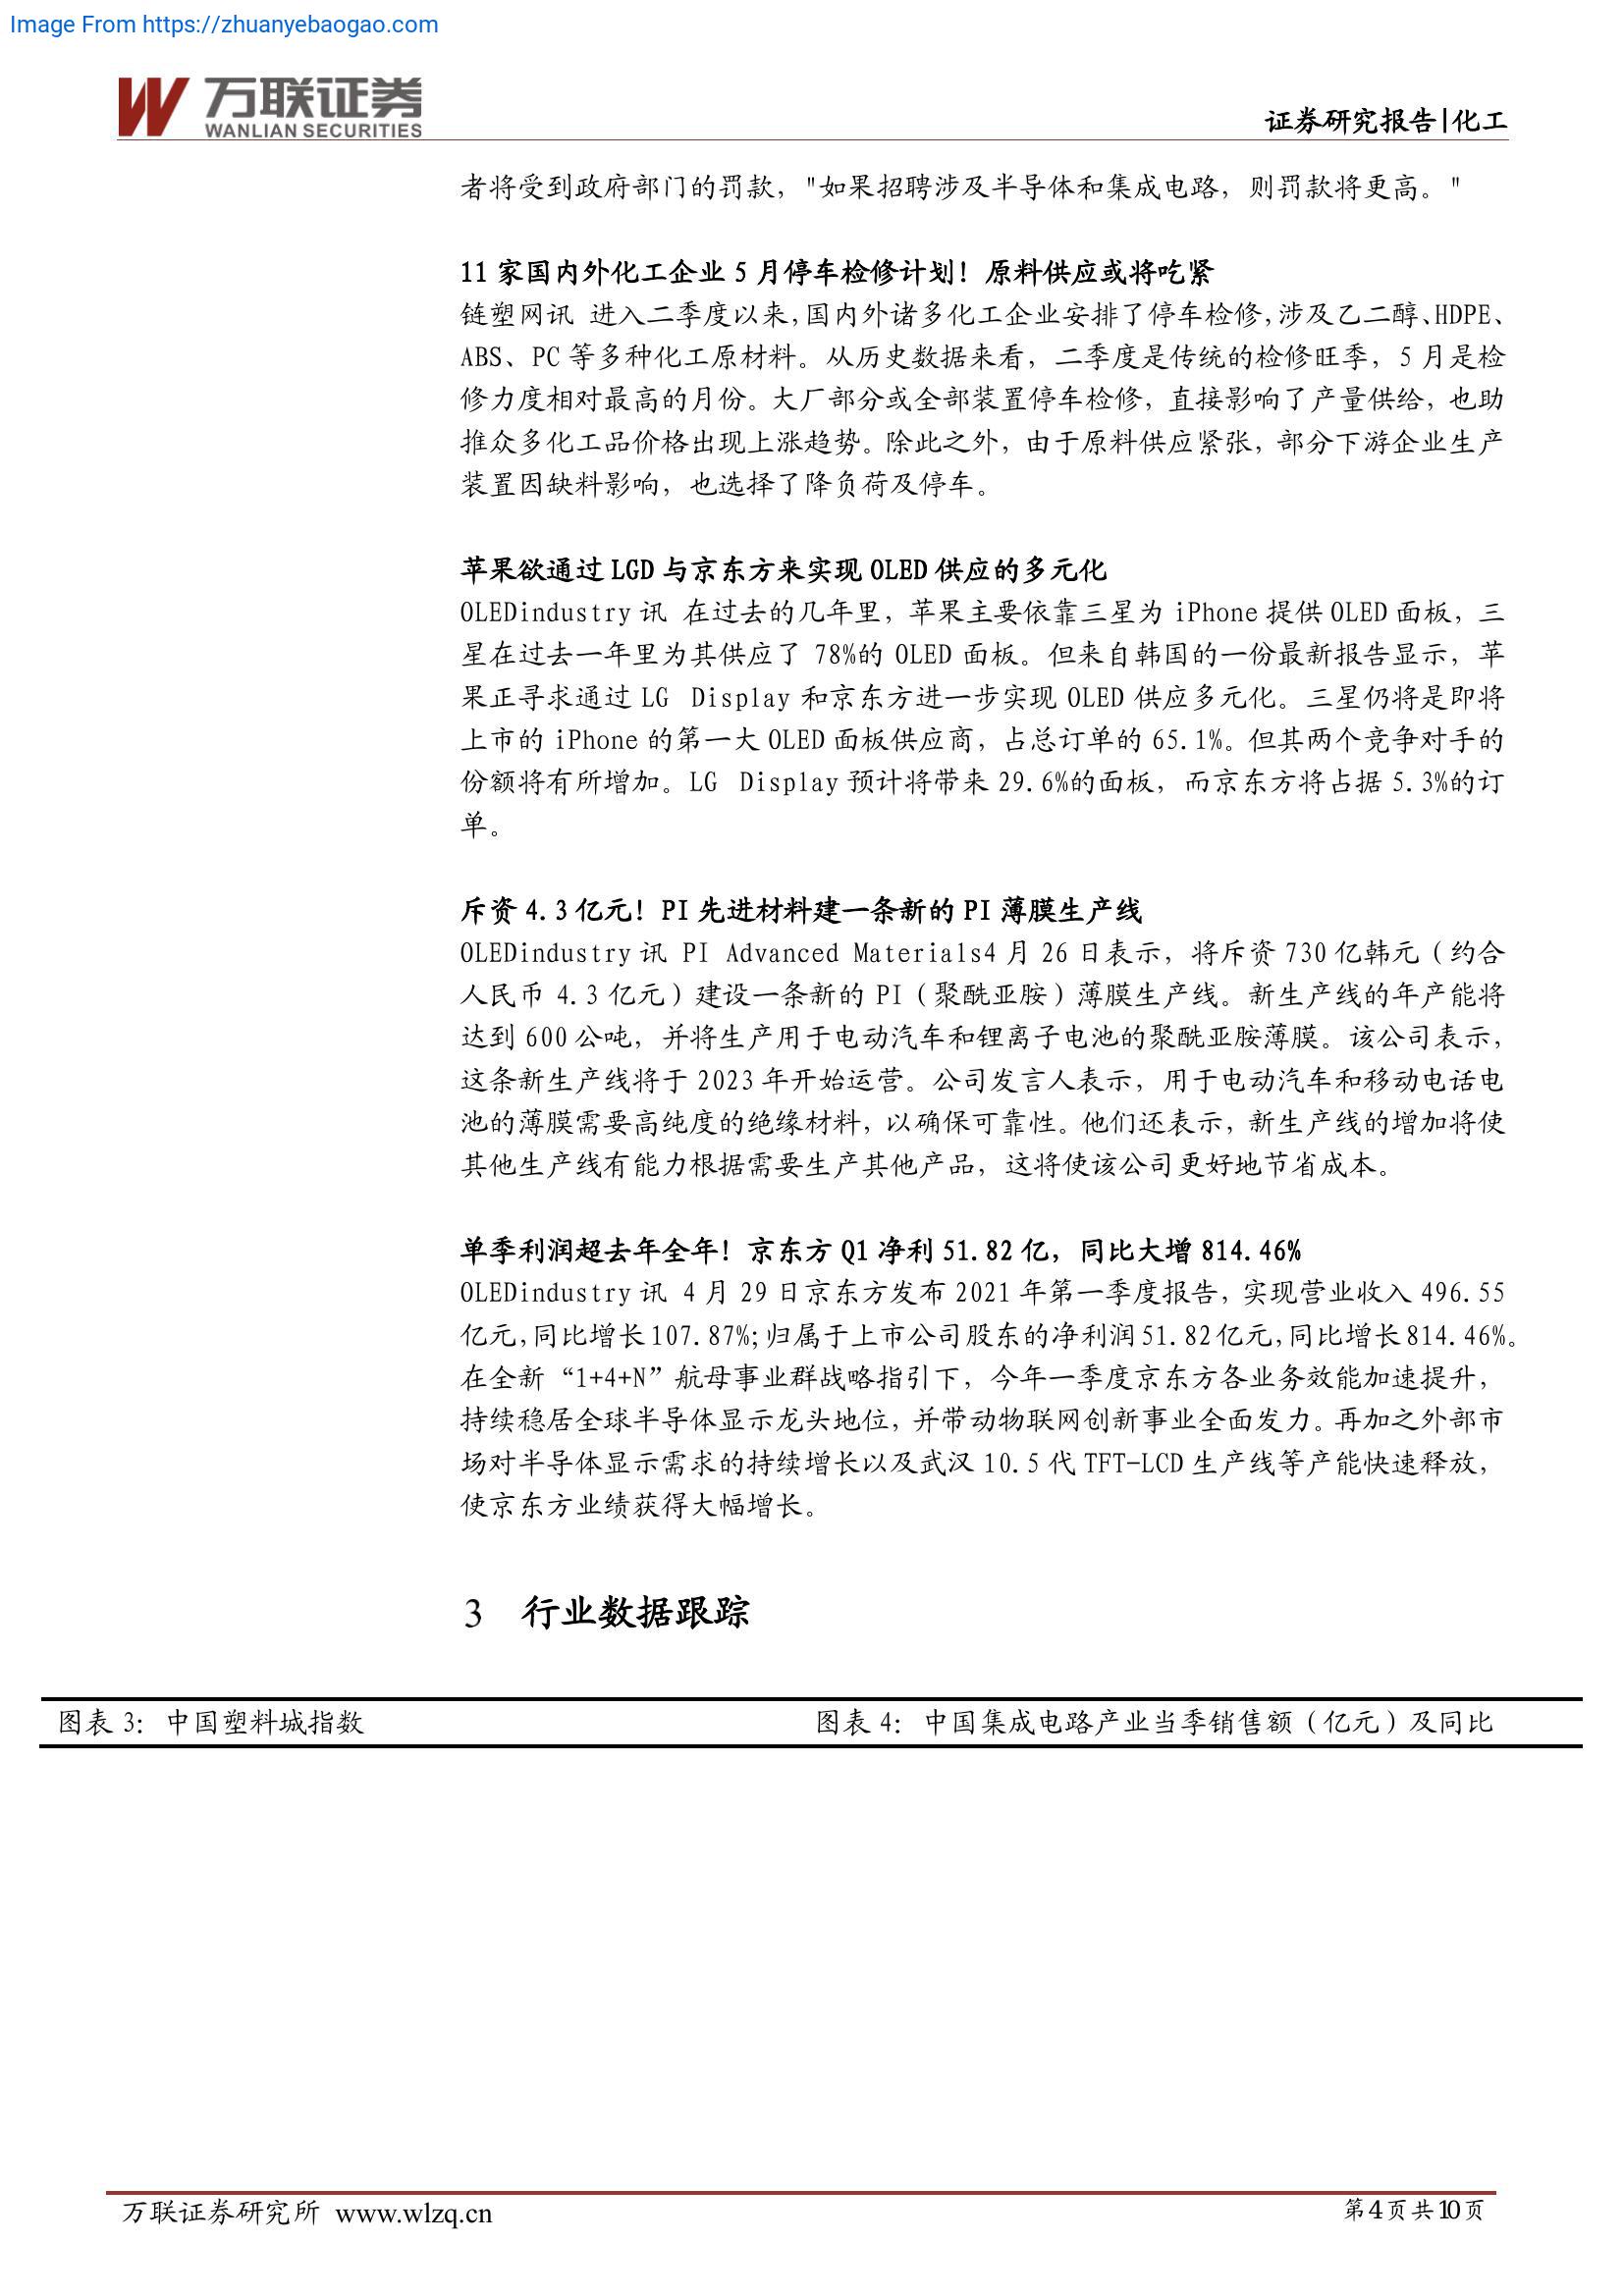 Image From https://zhuanyebaogao.com
万联证券
WANLIAN SECURITIES
证券研究报告|化工
者将受到政府部门的罚款，"如果招聘涉及半导体和集成电路，则罚款将更高。"
11 家国内外化工企业 5 月停车检修计划！原料供应或将吃紧
链塑网讯 进入二季度以来，国内外诸多化工企业安排了停车检修，涉及乙二醇、HDPE、
ABS、PC 等多种化工原材料。从历史数据来看，二季度是传统的检修旺季，5 月是检
修力度相对最高的月份。大厂部分或全部装置停车检修，直接影响了产量供给，也助
推众多化工品价格出现上涨趋势。除此之外，由于原料供应紧张，部分下游企业生产
装置因缺料影响，也选择了降负荷及停车。
苹果欲通过 LGD 与京东方来实现 OLED 供应的多元化
OLEDindustry 讯 在过去的几年里，苹果主要依靠三星为 iPhone 提供 OLED 面板，三
星在过去一年里为其供应了 78%的 OLED 面板。但来自韩国的一份最新报告显示，苹
果正寻求通过 LG Display 和京东方进一步实现 OLED 供应多元化。三星仍将是即将
上市的 iPhone 的第一大 OLED 面板供应商，占总订单的 65.1%。但其两个竞争对手的
份额将有所增加。LG Display 预计将带来 29.6%的面板，而京东方将占据 5.3%的订
单。
斥资 4.3 亿元！PI 先进材料建一条新的 PI 薄膜生产线
OLEDindustry 讯 PI Advanced Materials4 月 26 日表示，将斥资 730 亿韩元（约合
人民币 4.3 亿元）建设一条新的 PI（聚酰亚胺）薄膜生产线。新生产线的年产能将
达到 600 公吨，并将生产用于电动汽车和锂离子电池的聚酰亚胺薄膜。该公司表示，
这条新生产线将于 2023 年开始运营。公司发言人表示，用于电动汽车和移动电话电
池的薄膜需要高纯度的绝缘材料，以确保可靠性。他们还表示，新生产线的增加将使
其他生产线有能力根据需要生产其他产品，这将使该公司更好地节省成本。
单季利润超去年全年！京东方 Q1 净利 51.82 亿，同比大增 814.46%
OLEDindustry 讯 4 月 29 日京东方发布 2021 年第一季度报告，实现营业收入 496.55
亿元，同比增长 107.87%；归属于上市公司股东的净利润 51.82 亿元，同比增长 814.46%。
在全新“1+4+N”航母事业群战略指引下，今年一季度京东方各业务效能加速提升，
持续稳居全球半导体显示龙头地位，并带动物联网创新事业全面发力。再加之外部市
场对半导体显示需求的持续增长以及武汉 10.5 代 TFT-LCD 生产线等产能快速释放，
使京东方业绩获得大幅增长。
3 行业数据跟踪
图表 3：中国塑料城指数
图表 4：中国集成电路产业当季销售额（亿元）及同比
万联证券研究所 www.wlzq.cn
第 4 页 共 10 页